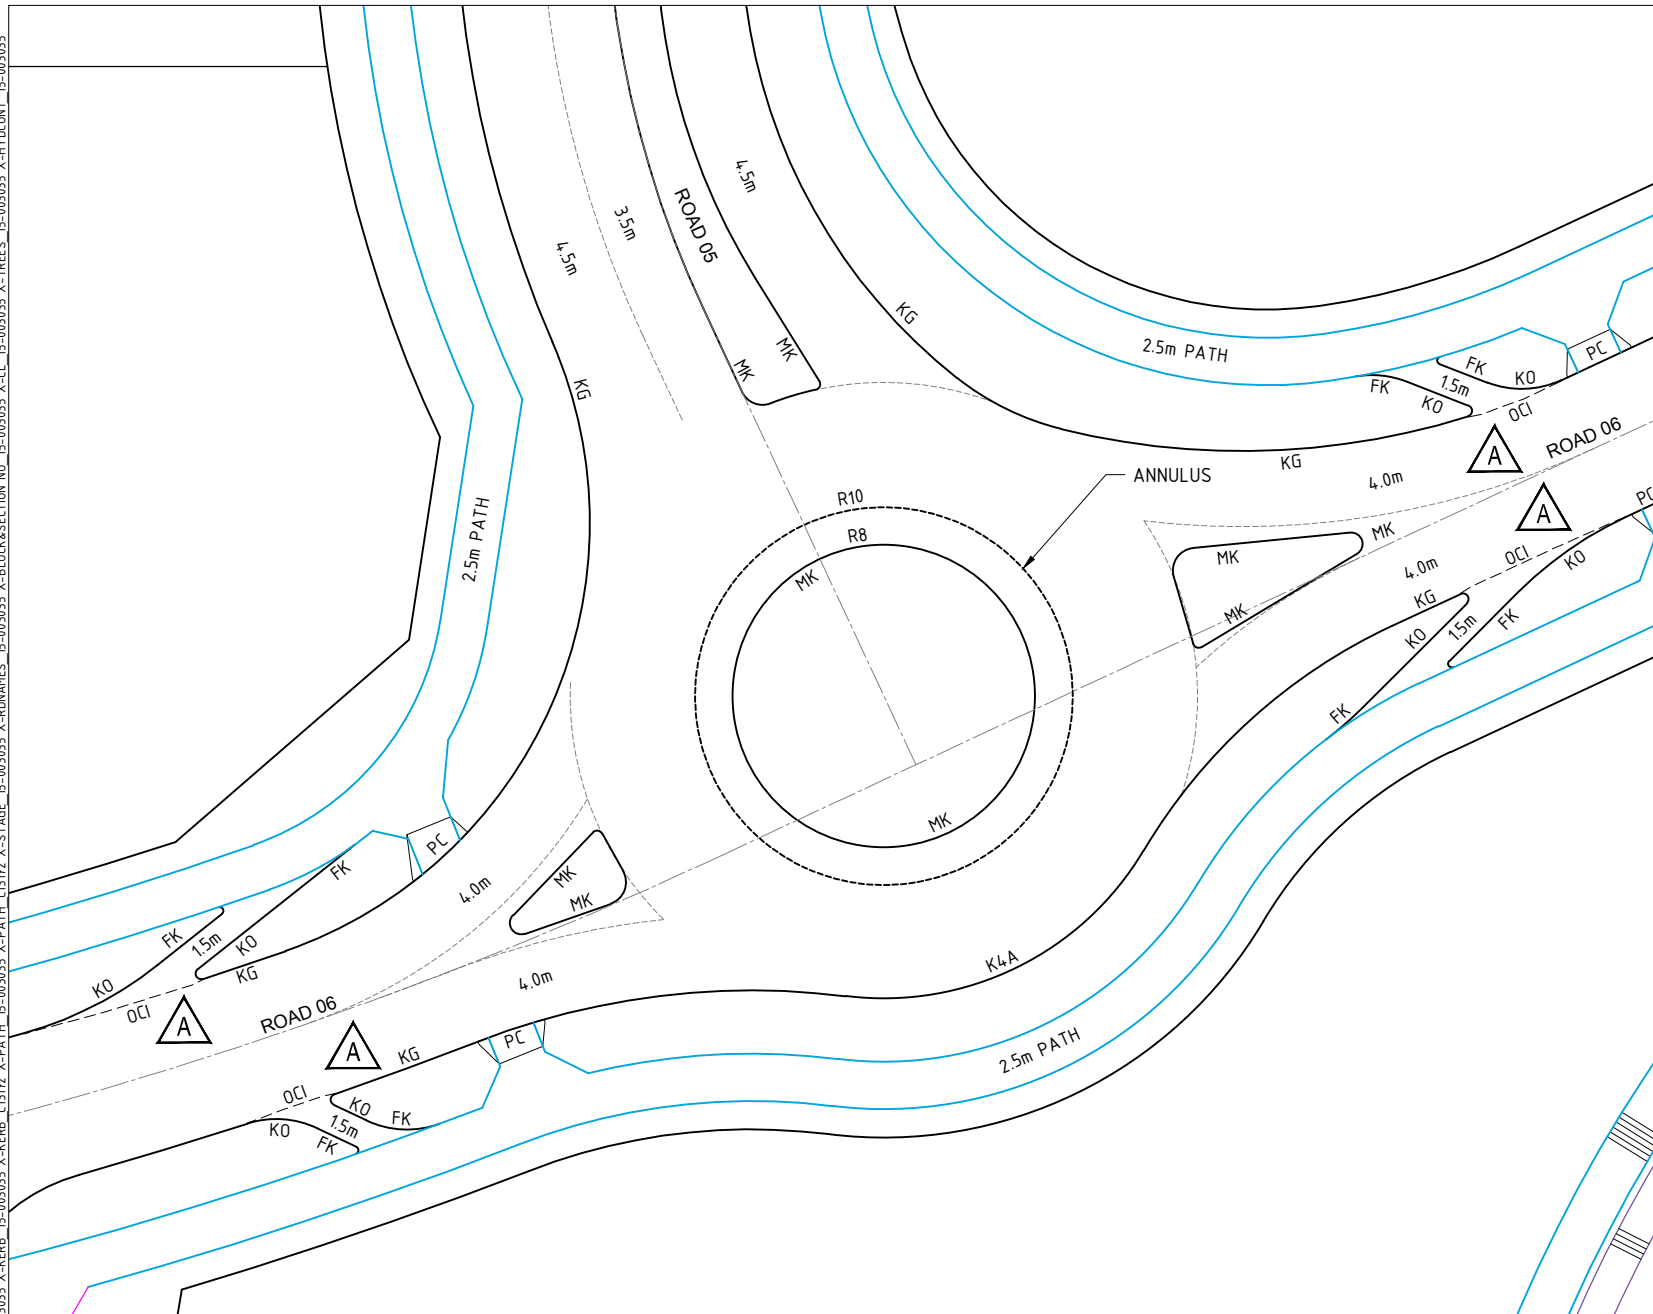 4.5m
3.5m
ROAD 05
4.5m
KG
MK
MK
KG
2.5m PATH
FK
KO
PC
FK
1.5m
KO
OCI
A
ROAD 06
KG
4.0m
ANNULUS
R10
R8
MK
MK
MK
MK
4.0m
A
PC
OCI
KO
KG
KO
1.5m
FK
FK
2.5m PATH
MK
PC
FK
4.0m
MK
MK
FK
1.5m
KO
KG
KO
OCI
A
ROAD 06
4.0m
K4A
A
KG
PC
2.5m PATH
OCI
KO
FK
1.5m
KO
FK